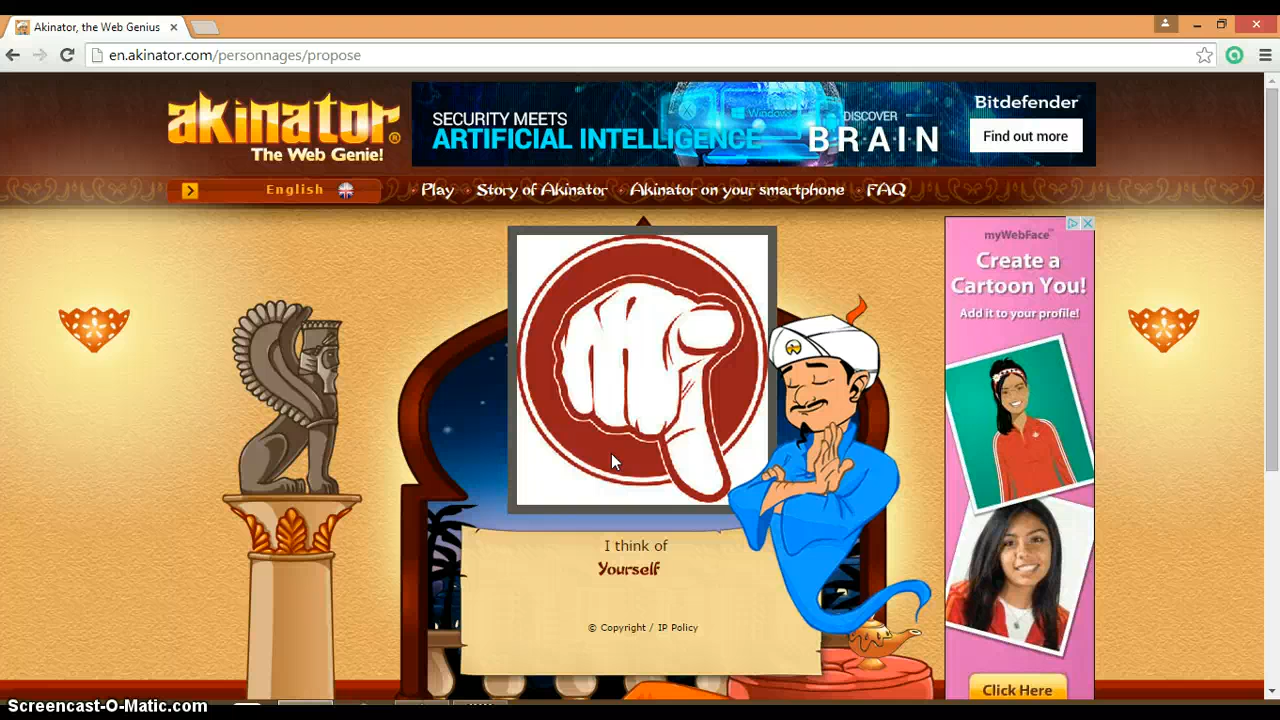 Akinator, the Web Genius
en.akinator.com/personnages/propose
akinator®
The Web Genie!
SECURITY MEETS
ARTIFICIAL INTELLIGENCE
Windows
DISCOVER
BRAIN
Bitdefender
Find out more
English
Play
Story of Akinator
Akinator on your smartphone
FAQ
myWebFace™
Create a
Cartoon You!
Add it to your profile!
I think of
Yourself
© Copyright / IP Policy
Click Here
Screencast-O-Matic.com